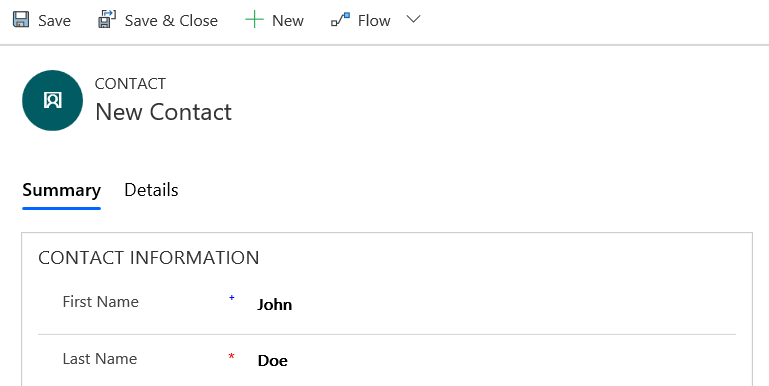 Save Save & Close New Flow
CONTACT
New Contact
Summary Details
CONTACT INFORMATION
First Name + John
Last Name * Doe